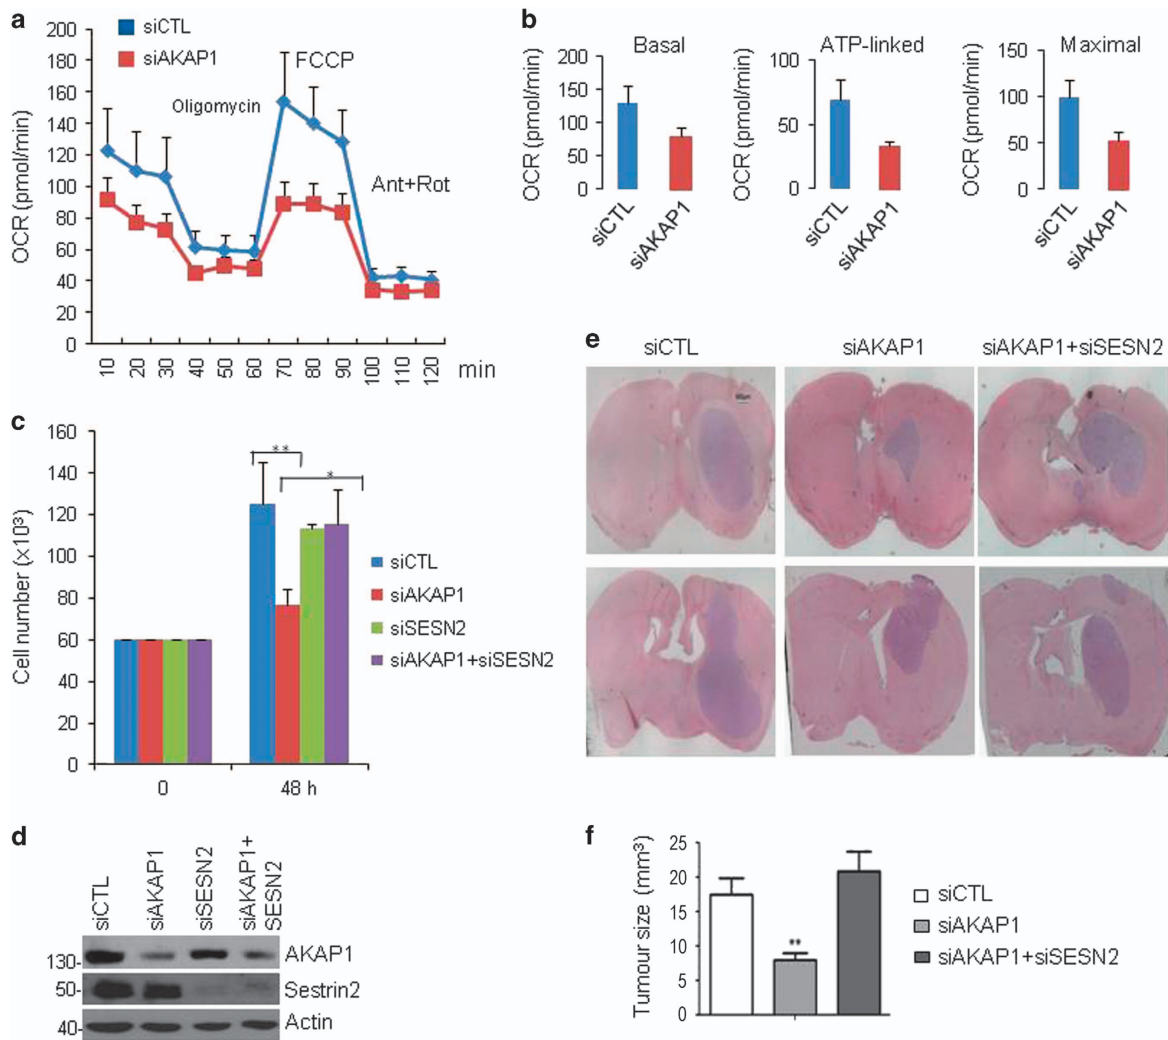 a
siCTL
siAKAP1
OCR (pmol/min)
200
180
160
140
120
100
80
60
40
20
0
Oligomycin
FCCP
Ant+Rot
10 20 30 40 50 60 70 80 90 100 110 120 min
b
Basal
OCR (pmol/min)
200
150
100
50
0
siCTL
siAKAP1
ATP-linked
OCR (pmol/min)
100
50
0
siCTL
siAKAP1
Maximal
OCR (pmol/min)
150
100
50
0
siCTL
siAKAP1
c
Cell number (×10³)
160
140
120
100
80
60
40
20
0
**
*
0 48 h
siCTL
siAKAP1
siSESN2
siAKAP1+siSESN2
d
siCTL
siAKAP1
siSESN2
siAKAP1+
SESN2
130- AKAP1
50- Sestrin2
40- Actin
e
siCTL siAKAP1 siAKAP1+siSESN2
f
Tumour size (mm³)
25
20
15
10
5
0
**
siCTL
siAKAP1
siAKAP1+siSESN2